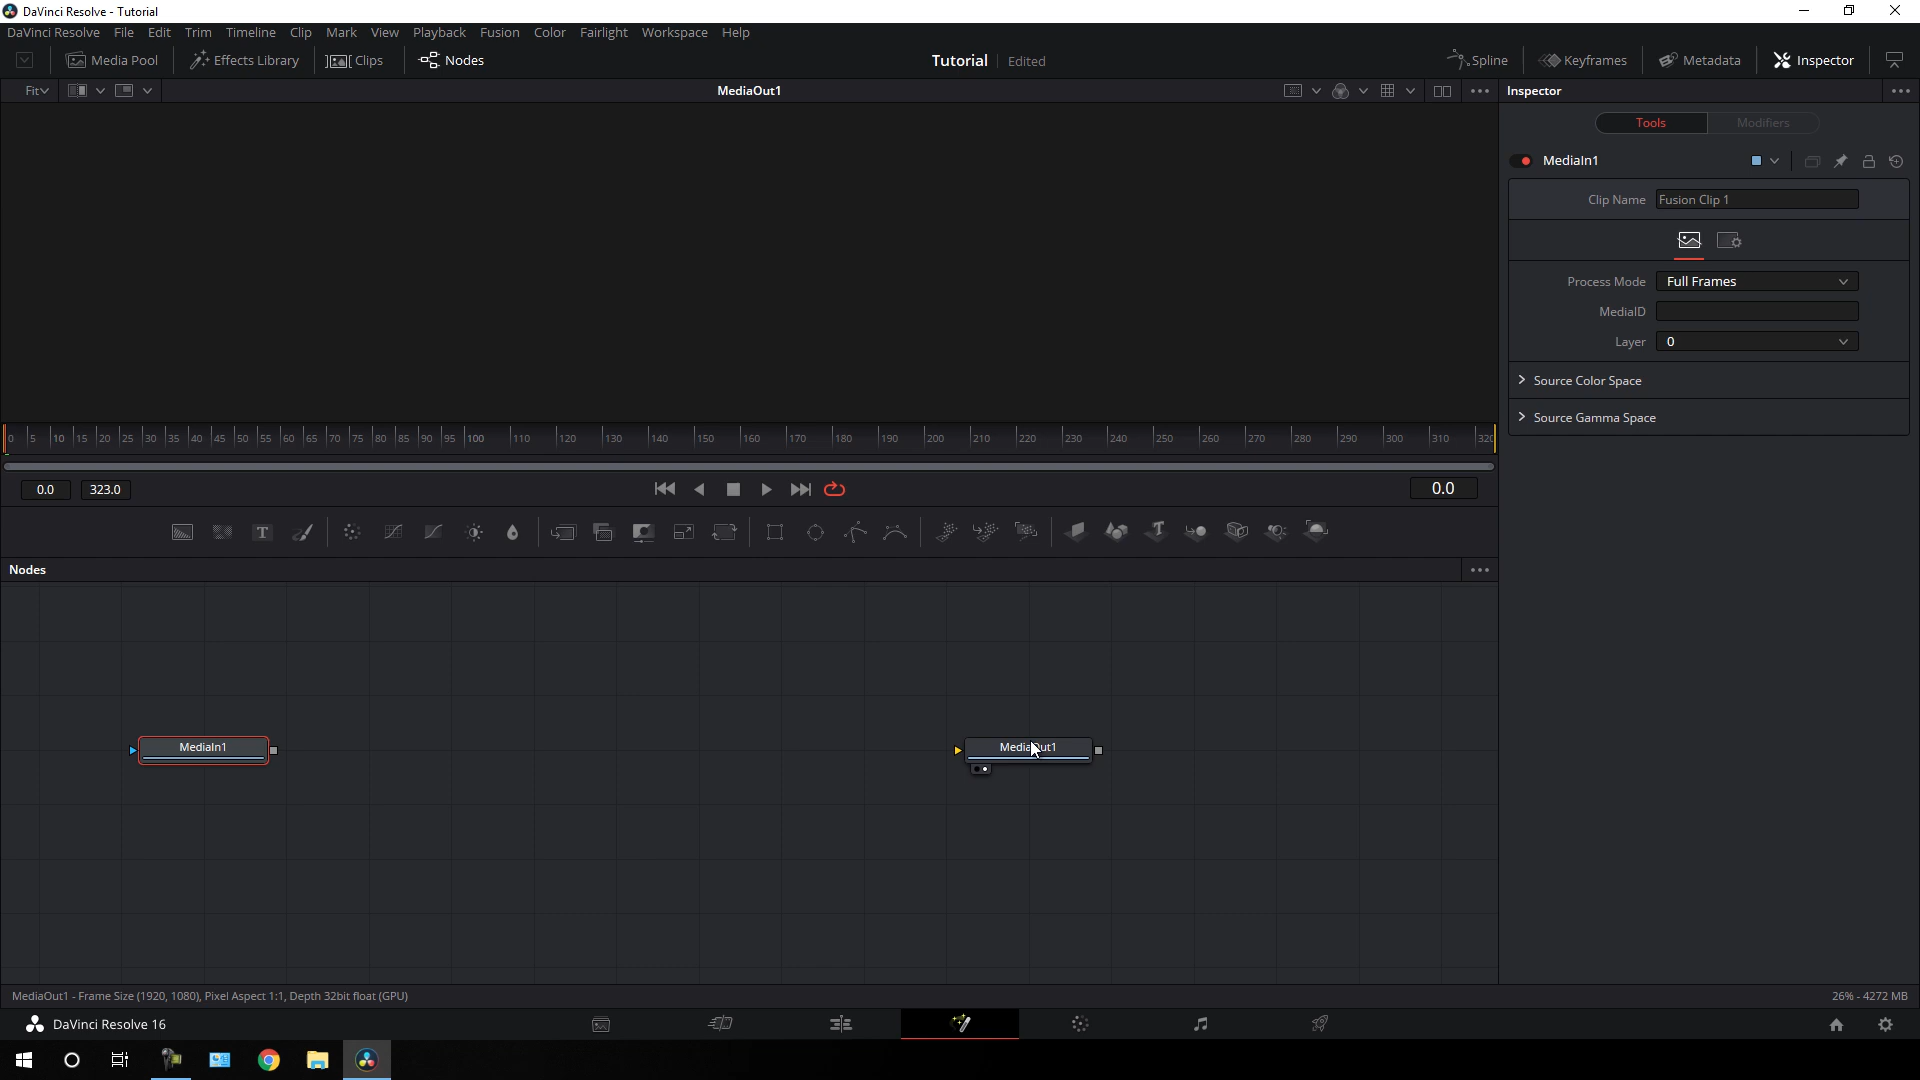 DaVinci Resolve - Tutorial
DaVinci Resolve File Edit Trim Timeline Clip Mark View Playback Fusion Color Fairlight Workspace Help
Media Pool Effects Library Clips Nodes Tutorial Edited Spline Keyframes Metadata Inspector
Fit MediaOut1 Inspector
Tools Modifiers
MediaIn1
Clip Name Fusion Clip 1
Process Mode Full Frames
MediaID
Layer 0
Source Color Space
Source Gamma Space
0 5 10 15 20 25 30 35 40 45 50 55 60 65 70 75 80 85 90 95 100 110 120 130 140 150 160 170 180 190 200 210 220 230 240 250 260 270 280 290 300 310 320
0.0 323.0 0.0
Nodes
MediaIn1 MediaOut1
MediaOut1 - Frame Size (1920, 1080), Pixel Aspect 1:1, Depth 32bit float (GPU) 26% - 4272 MB
DaVinci Resolve 16